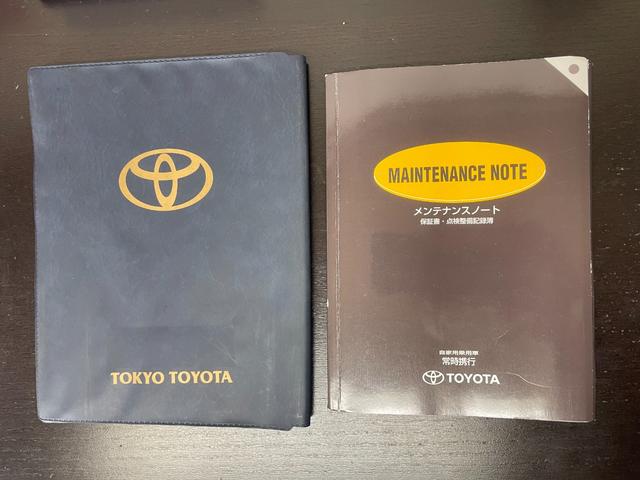 TOKYO TOYOTA
MAINTENANCE NOTE
メンテナンスノート
保証書・点検整備記録簿
自家用乗用車
常時携行
TOYOTA